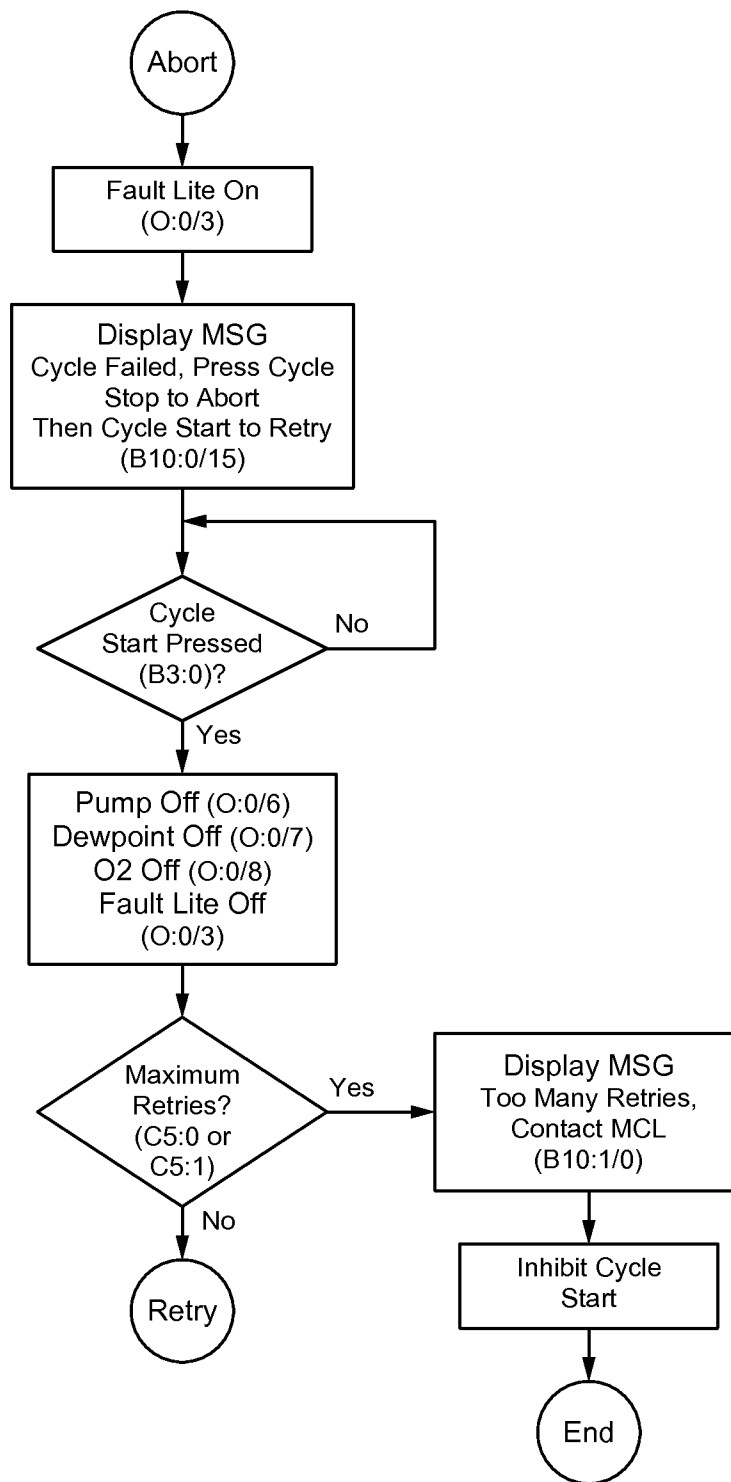 Abort
Fault Lite On
(O:0/3)
Display MSG
Cycle Failed, Press Cycle
Stop to Abort
Then Cycle Start to Retry
(B10:0/15)
Cycle
Start Pressed
(B3:0)?
No
Yes
Pump Off (O:0/6)
Dewpoint Off (O:0/7)
O2 Off (O:0/8)
Fault Lite Off
(O:0/3)
Maximum
Retries?
(C5:0 or
C5:1)
Yes
No
Retry
Display MSG
Too Many Retries,
Contact MCL
(B10:1/0)
Inhibit Cycle
Start
End